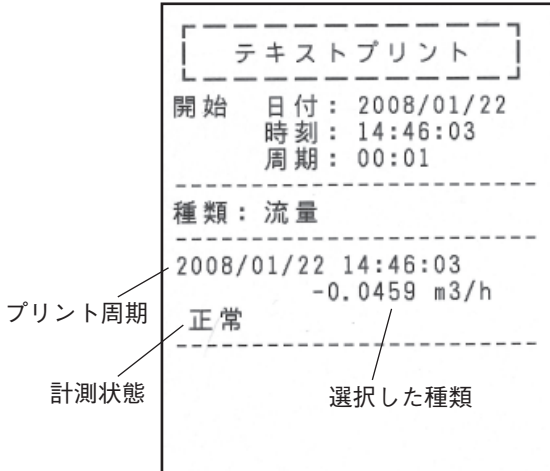 テキストプリント
開始 日付: 2008/01/22
時刻: 14:46:03
周期: 00:01
種類: 流量
2008/01/22 14:46:03
-0.0459 m3/h
正常
プリント周期
計測状態
選択した種類